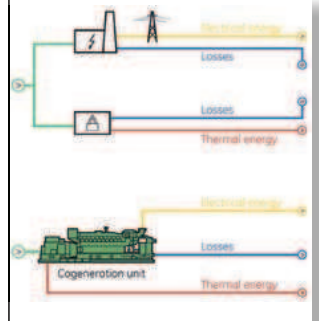 Electrical energy
Losses
Losses
Thermal energy
Electrical energy
Losses
Cogeneration unit
Thermal energy